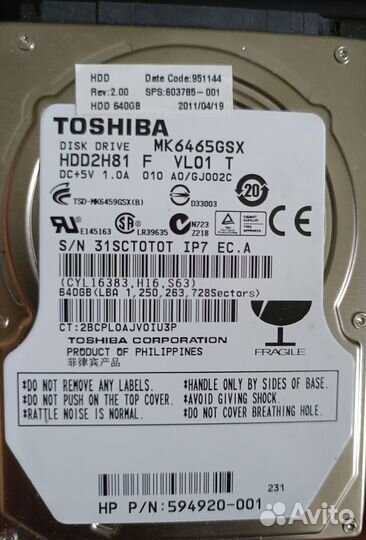 HDD Date Code:951144
Rev:2.00 SPS:603785-001
HDD 640GB 2011/04/19
TOSHIBA
DISK DRIVE MK6465GSX
HDD2H81 F VL01 T
DC+5V 1.0A 010 A0/GJ002C
TSD-MK6459GSX(B) D33003 20
E145163 LR39635 N723 Z218
S/N 31SCT0T0T IP7 EC.A
(CYL16383,H16,S63)
640GB(LBA 1,250,263,728Sectors)
CT:2BCPLOAJVOIU3P
TOSHIBA CORPORATION
PRODUCT OF PHILIPPINES
菲律宾产品
FRAGILE
*DO NOT REMOVE ANY LABELS. *HANDLE ONLY BY SIDES OF BASE.
*DO NOT PUSH ON THE TOP COVER. *AVOID GIVING SHOCK.
*RATTLE NOISE IS NORMAL. *DO NOT COVER BREATHING HOLE.
231
HP P/N:594920-001
Avito